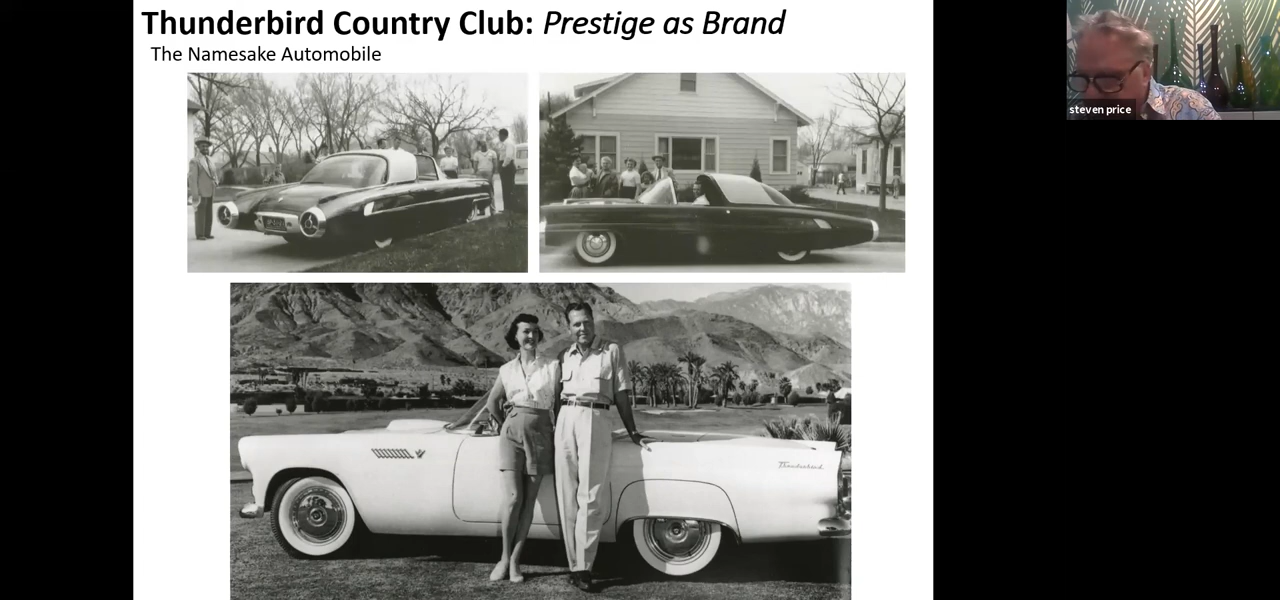 Thunderbird Country Club: Prestige as Brand
The Namesake Automobile
Thunderbird
steven price